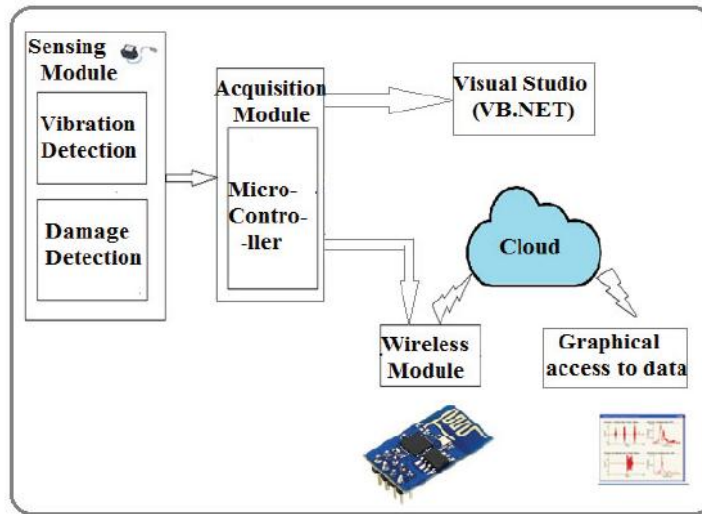 Sensing
Module
Vibration
Detection
Damage
Detection
Acquisition
Module
Micro-
Contro-
-ller
Visual Studio
(VB.NET)
Cloud
Wireless
Module
Graphical
access to data